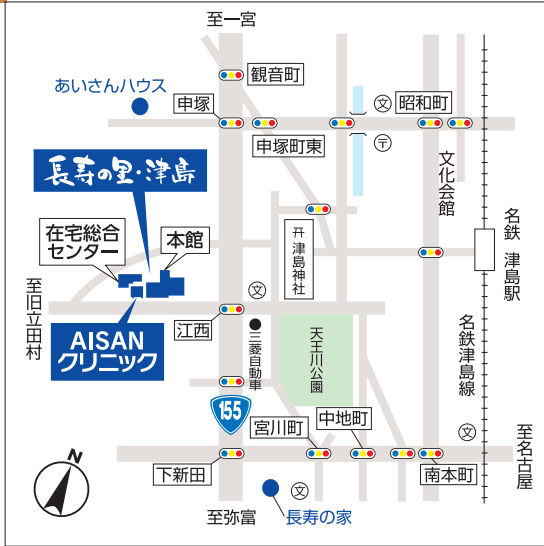 至一宮
観音町
あいさんハウス
申塚
昭和町
文
申塚町東
〒
長寿の里・津島
文化会館
在宅総合
センター
本館
津島神社
名鉄 津島駅
至旧立田村
文
江西
AISAN
クリニック
三菱自動車
天王川公園
名鉄津島線
155
宮川町
中地町
文
至名古屋
下新田
南本町
N
文
至弥富
長寿の家